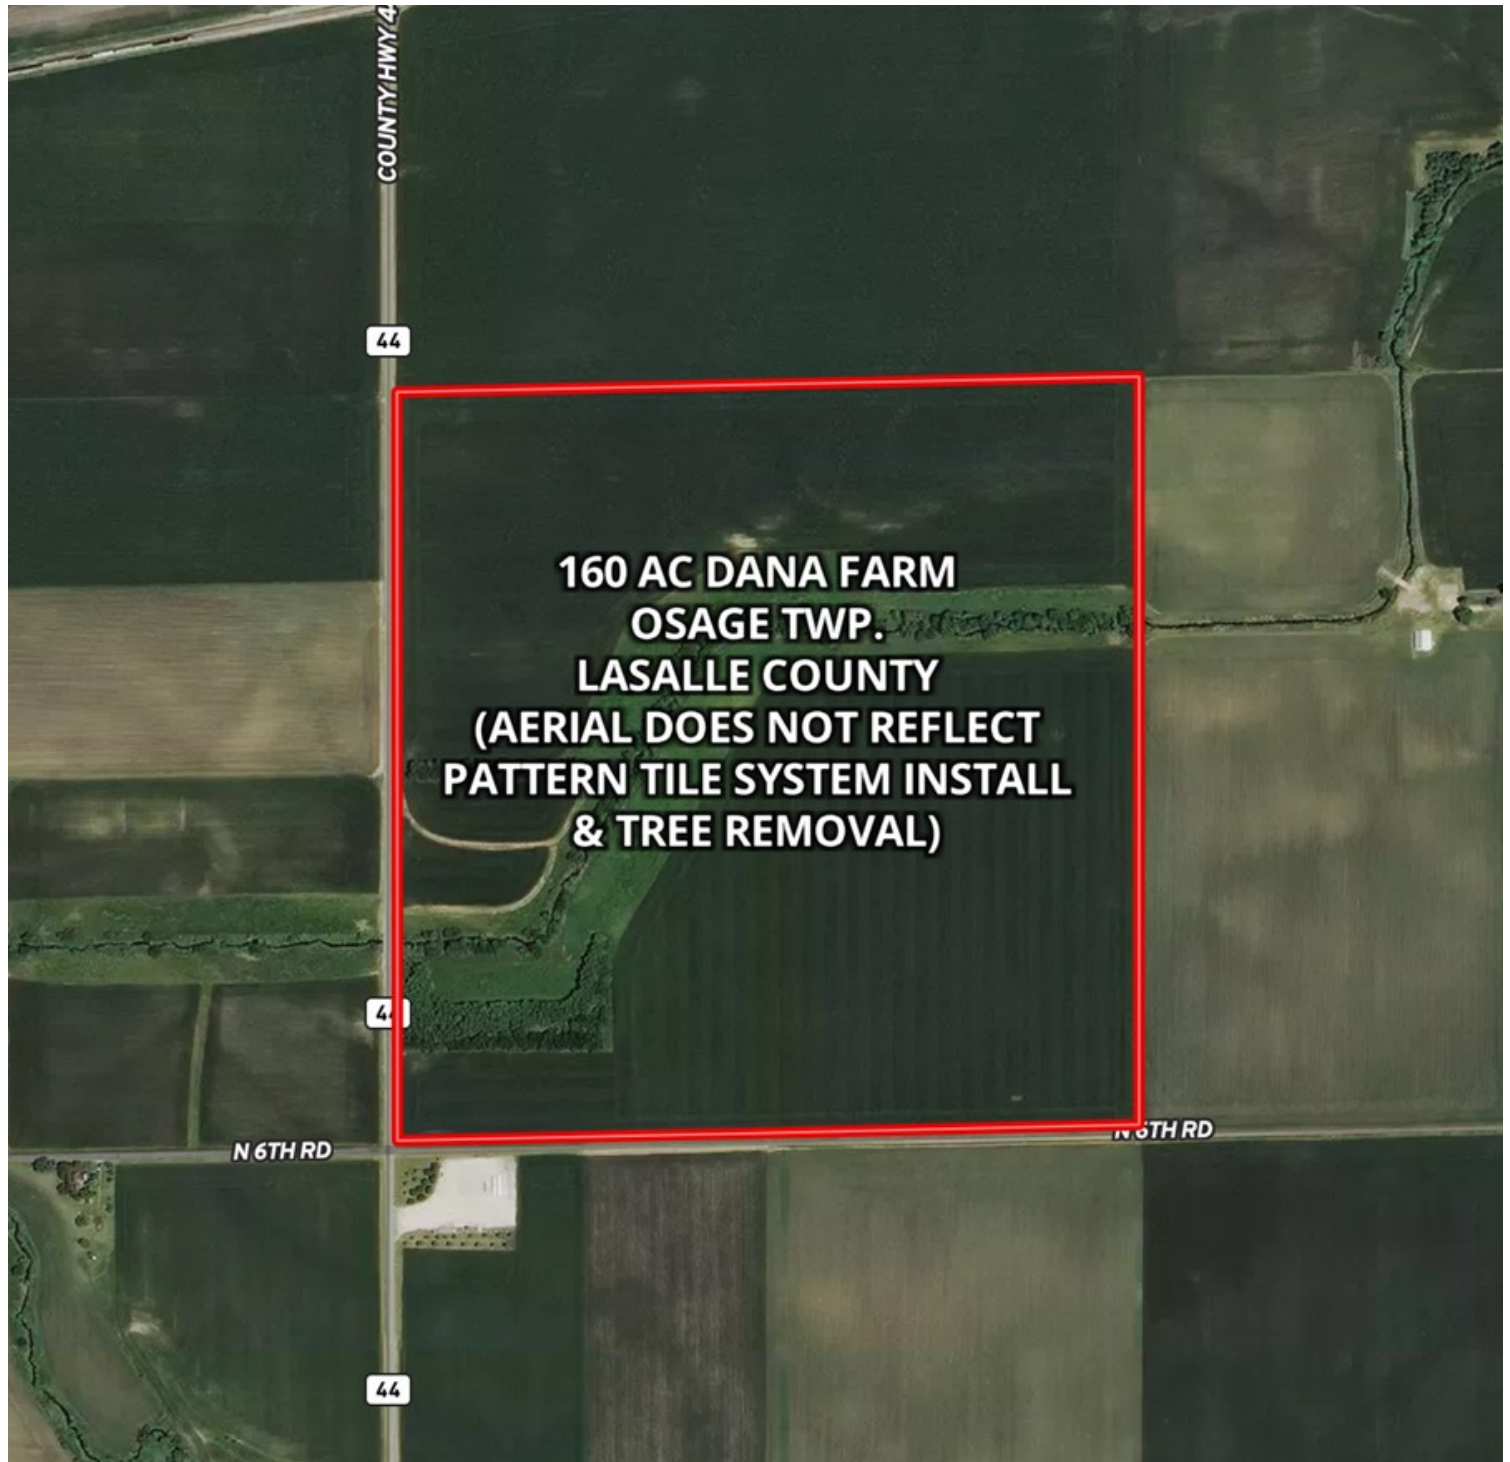 COUNTY HWY 4
44
160 AC DANA FARM
OSAGE TWP.
LASALLE COUNTY
(AERIAL DOES NOT REFLECT
PATTERN TILE SYSTEM INSTALL
& TREE REMOVAL)
44
N 6TH RD
N 6TH RD
44